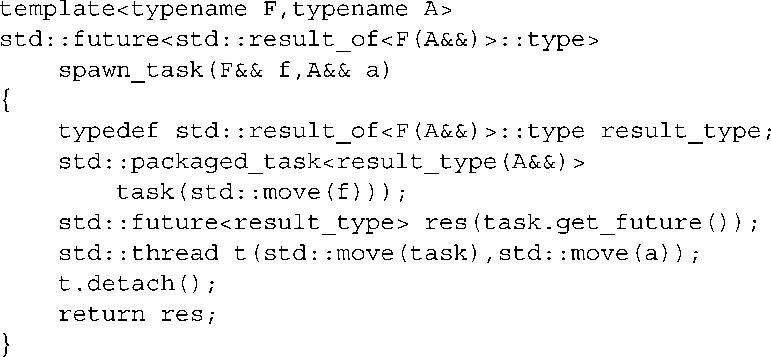 template<typename F,typename A>
std::future<std::result_of<F(A&&)>::type>
    spawn_task(F&& f,A&& a)
{
    typedef std::result_of<F(A&&)>::type result_type;
    std::packaged_task<result_type(A&&)>
        task(std::move(f)));
    std::future<result_type> res(task.get_future());
    std::thread t(std::move(task),std::move(a));
    t.detach();
    return res;
}